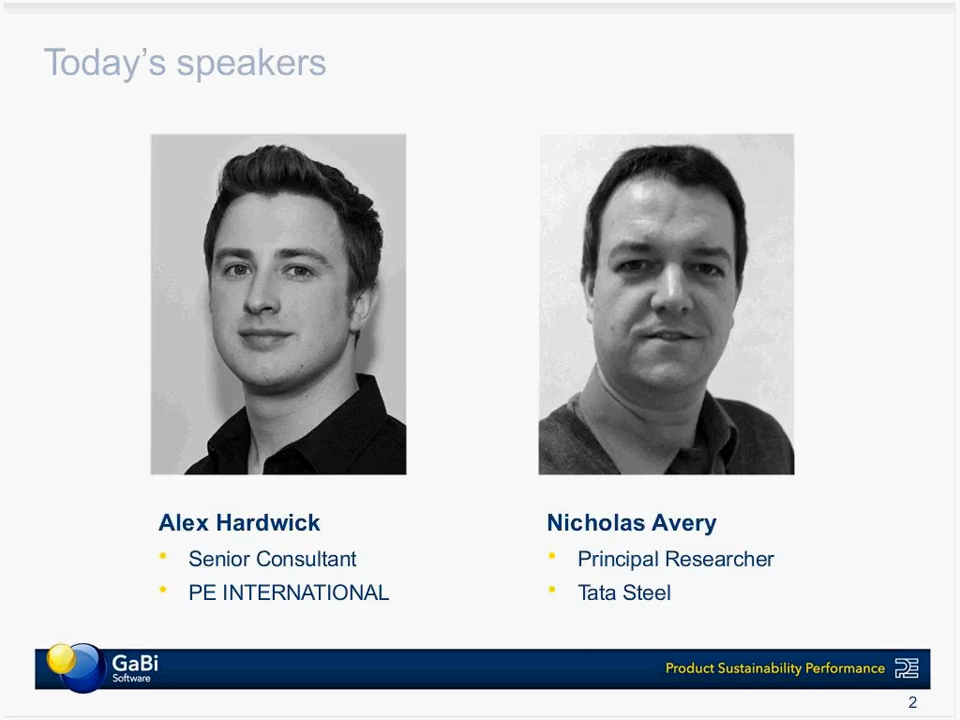 Today’s speakers
Alex Hardwick
• Senior Consultant
• PE INTERNATIONAL
Nicholas Avery
• Principal Researcher
• Tata Steel
GaBi
Software
Product Sustainability Performance
PE
2